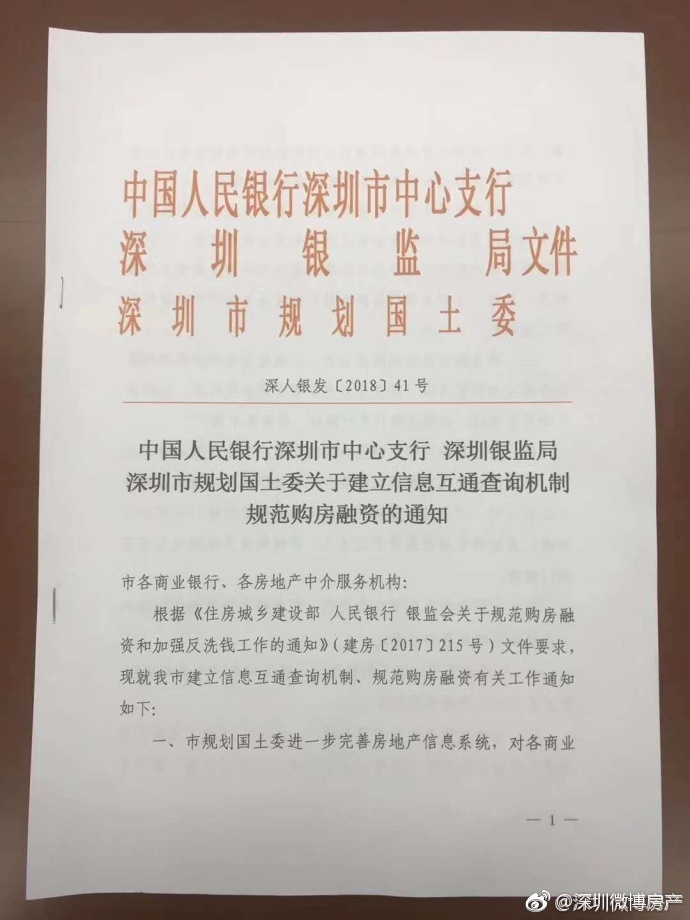 中国人民银行深圳市中心支行
深圳银监局文件
深圳市规划国土委
深人银发〔2018〕41号
中国人民银行深圳市中心支行 深圳银监局
深圳市规划国土委关于建立信息互通查询机制
规范购房融资的通知
市各商业银行、各房地产中介服务机构：
根据《住房城乡建设部 人民银行 银监会关于规范购房融
资和加强反洗钱工作的通知》（建房〔2017〕215号）文件要求，
现就我市建立信息互通查询机制、规范购房融资有关工作通知
如下：
一、市规划国土委进一步完善房地产信息系统，对各商业
— 1 —
@深圳微博房产